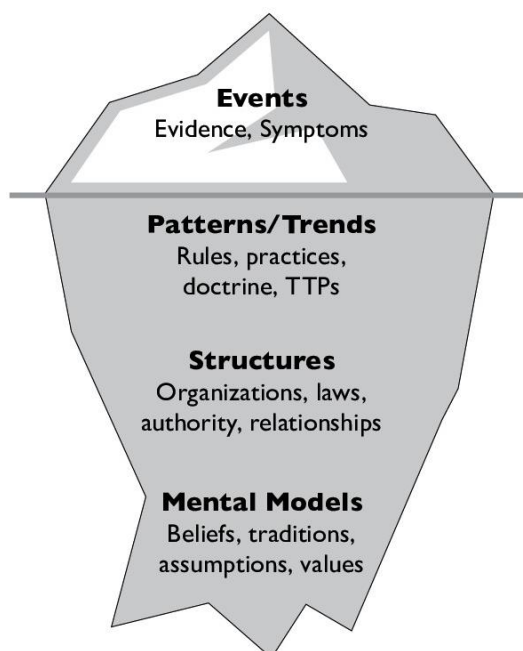 Events
Evidence, Symptoms
Patterns/Trends
Rules, practices,
doctrine, TTPs
Structures
Organizations, laws,
authority, relationships
Mental Models
Beliefs, traditions,
assumptions, values